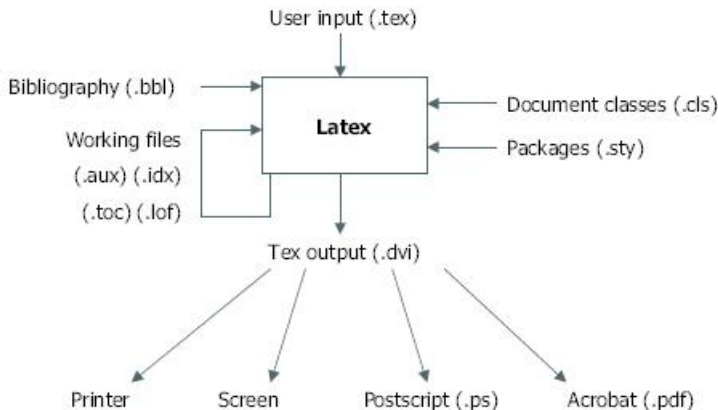 User input (.tex)
Bibliography (.bbl)
Latex
Document classes (.cls)
Working files
Packages (.sty)
(.aux) (.idx)
(.toc) (.lof)
Tex output (.dvi)
Printer
Screen
Postscript (.ps)
Acrobat (.pdf)